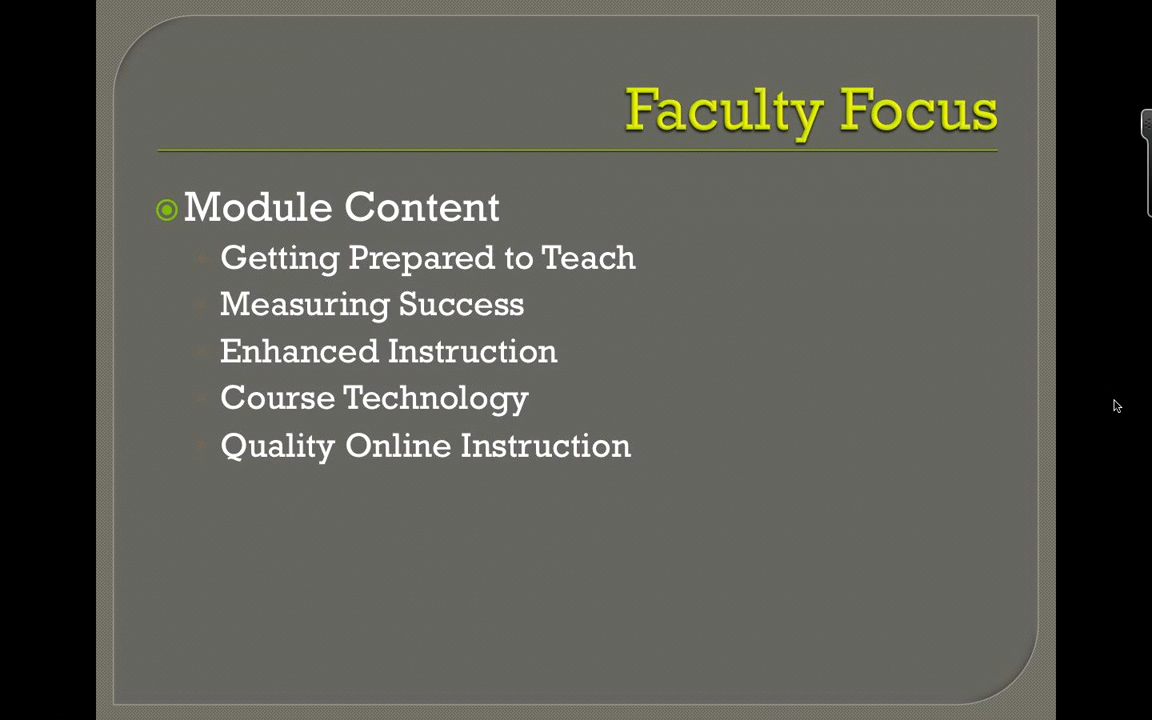 Faculty Focus
Module Content
Getting Prepared to Teach
Measuring Success
Enhanced Instruction
Course Technology
Quality Online Instruction